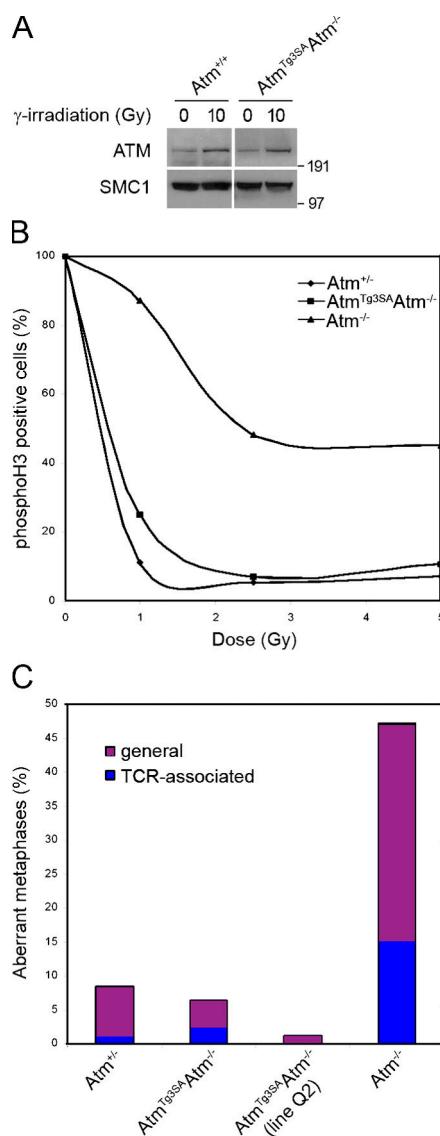 A
Atm+/+
AtmTg3SAAtm-/-
γ-irradiation (Gy) 0 10 0 10
ATM
191
SMC1
97
B
100
80
60
40
20
0
phosphoH3 positive cells (%)
Atm+/-
AtmTg3SAAtm-/-
Atm-/-
0 1 2 3 4 5
Dose (Gy)
C
50
45
40
35
30
25
20
15
10
5
0
Aberrant metaphases (%)
general
TCR-associated
Atm+/-
AtmTg3SAAtm-/-
AtmTg3SAAtm-/-
(line Q2)
Atm-/-